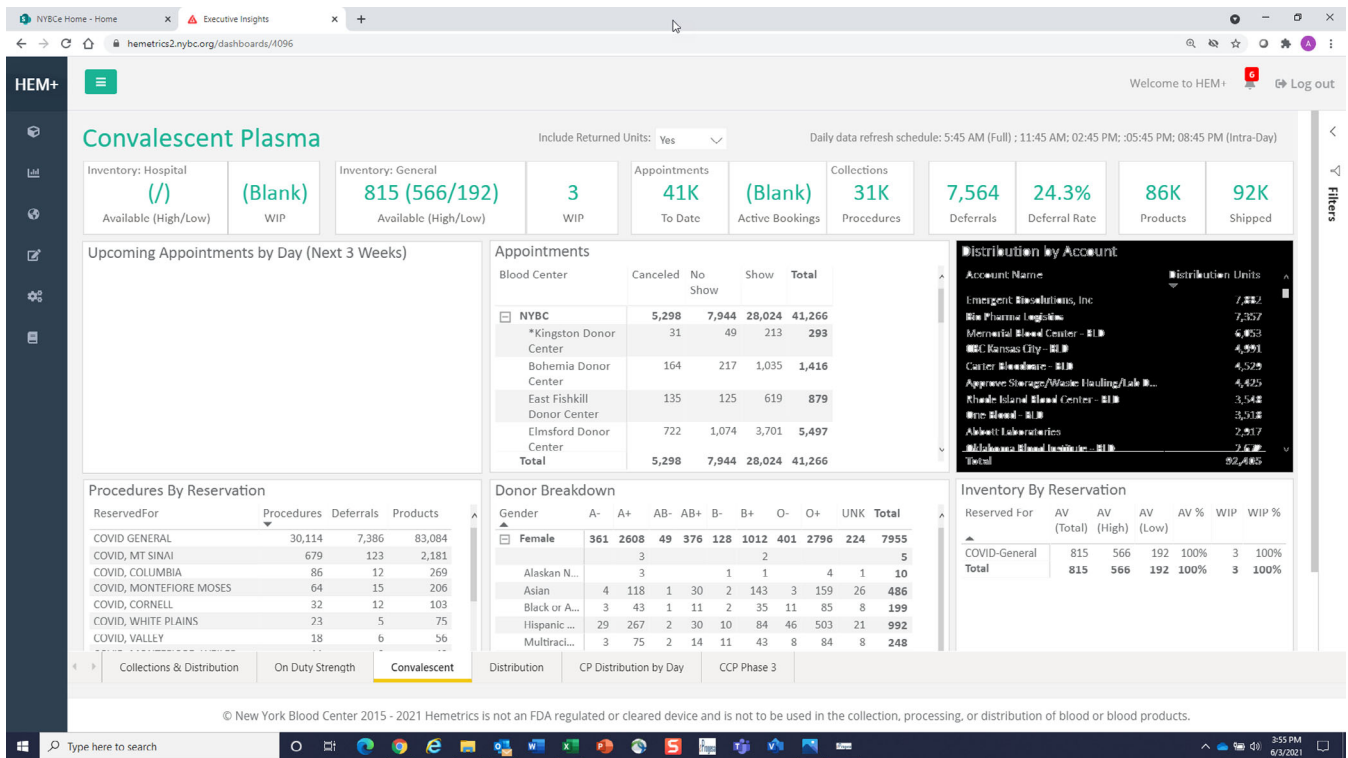 NYBCe Home - Home
Executive Insights
hemetrics2.nybc.org/dashboards/4096
A
HEM+
Welcome to HEM+
6
Log out
Convalescent Plasma
Include Returned Units: Yes
Daily data refresh schedule: 5:45 AM (Full) ; 11:45 AM; 02:45 PM; :05:45 PM; 08:45 PM (Intra-Day)
Filters
Inventory: Hospital
(/)
Available (High/Low)
(Blank)
WIP
Inventory: General
815 (566/192)
Available (High/Low)
3
WIP
Appointments
41K
To Date
(Blank)
Active Bookings
Collections
31K
Procedures
7,564
Deferrals
24.3%
Deferral Rate
86K
Products
92K
Shipped
Upcoming Appointments by Day (Next 3 Weeks)
Appointments
Blood Center Canceled No Show Show Total
NYBC 5,298 7,944 28,024 41,266
*Kingston Donor Center 31 49 213 293
Bohemia Donor Center 164 217 1,035 1,416
East Fishkill Donor Center 135 125 619 879
Elmsford Donor Center 722 1,074 3,701 5,497
Total 5,298 7,944 28,024 41,266
Distribution by Account
Account Name Distribution Units
Emergent Biosolutions, Inc
Bio Pharma Logistics 7,357
Memorial Blood Center - BLD
CBC Kansas City - BLD 4,991
Carter Bloodcare - BLD 4,529
Approve Storage/Waste Hauling/Lab 4,425
Rhode Island Blood Center - BLD
One Blood - BLD
Abbott Laboratories 2,917
Oklahoma Blood Institute - BLD
Total
Procedures By Reservation
ReservedFor Procedures Deferrals Products
COVID GENERAL 30,114 7,386 83,084
COVID, MT SINAI 679 123 2,181
COVID, COLUMBIA 86 12 269
COVID, MONTEFIORE MOSES 64 15 206
COVID, CORNELL 32 12 103
COVID, WHITE PLAINS 23 5 75
COVID, VALLEY 18 6 56
Donor Breakdown
Gender A- A+ AB- AB+ B- B+ O- O+ UNK Total
Female 361 2608 49 376 128 1012 401 2796 224 7955
3 2 5
Alaskan N... 3 1 1 4 1 10
Asian 4 118 1 30 2 143 3 159 26 486
Black or A... 3 43 1 11 2 35 11 85 8 199
Hispanic ... 29 267 2 30 10 84 46 503 21 992
Multiraci... 3 75 2 14 11 43 8 84 8 248
Inventory By Reservation
Reserved For AV (Total) AV (High) AV (Low) AV % WIP WIP %
COVID-General 815 566 192 100% 3 100%
Total 815 566 192 100% 3 100%
Collections & Distribution On Duty Strength Convalescent Distribution CP Distribution by Day CCP Phase 3
© New York Blood Center 2015 - 2021 Hemetrics is not an FDA regulated or cleared device and is not to be used in the collection, processing, or distribution of blood or blood products.
Type here to search
3:55 PM
6/3/2021